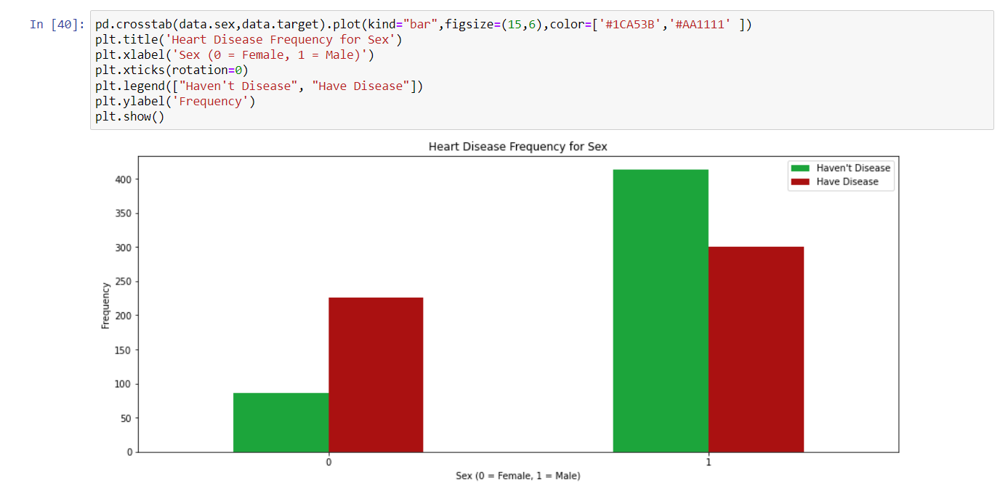 In [40]: pd.crosstab(data.sex,data.target).plot(kind="bar",figsize=(15,6),color=['#1CA53B','#AA1111' ])
plt.title('Heart Disease Frequency for Sex')
plt.xlabel('Sex (0 = Female, 1 = Male)')
plt.xticks(rotation=0)
plt.legend(["Haven't Disease", "Have Disease"])
plt.ylabel('Frequency')
plt.show()
Heart Disease Frequency for Sex
Haven't Disease
Have Disease
400
350
300
250
200
150
100
50
0
Frequency
0
1
Sex (0 = Female, 1 = Male)